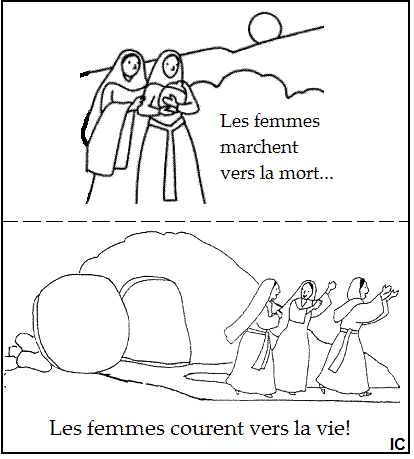 Les femmes
marchent
vers la mort...
Les femmes courent vers la vie!
IC